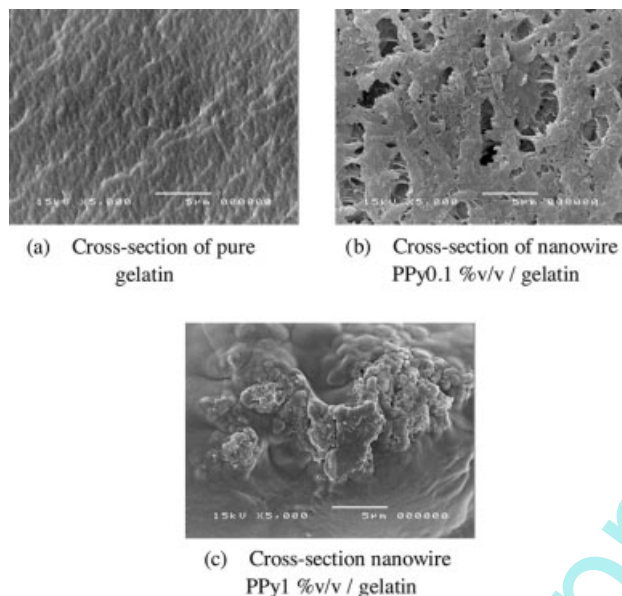 15kV X5,000 5µm 000000
15kV X5,000 5µm 000000
(a) Cross-section of pure
gelatin
(b) Cross-section of nanowire
PPy0.1 %v/v / gelatin
15kV X5,000 5µm 000000
(c) Cross-section nanowire
PPy1 %v/v / gelatin